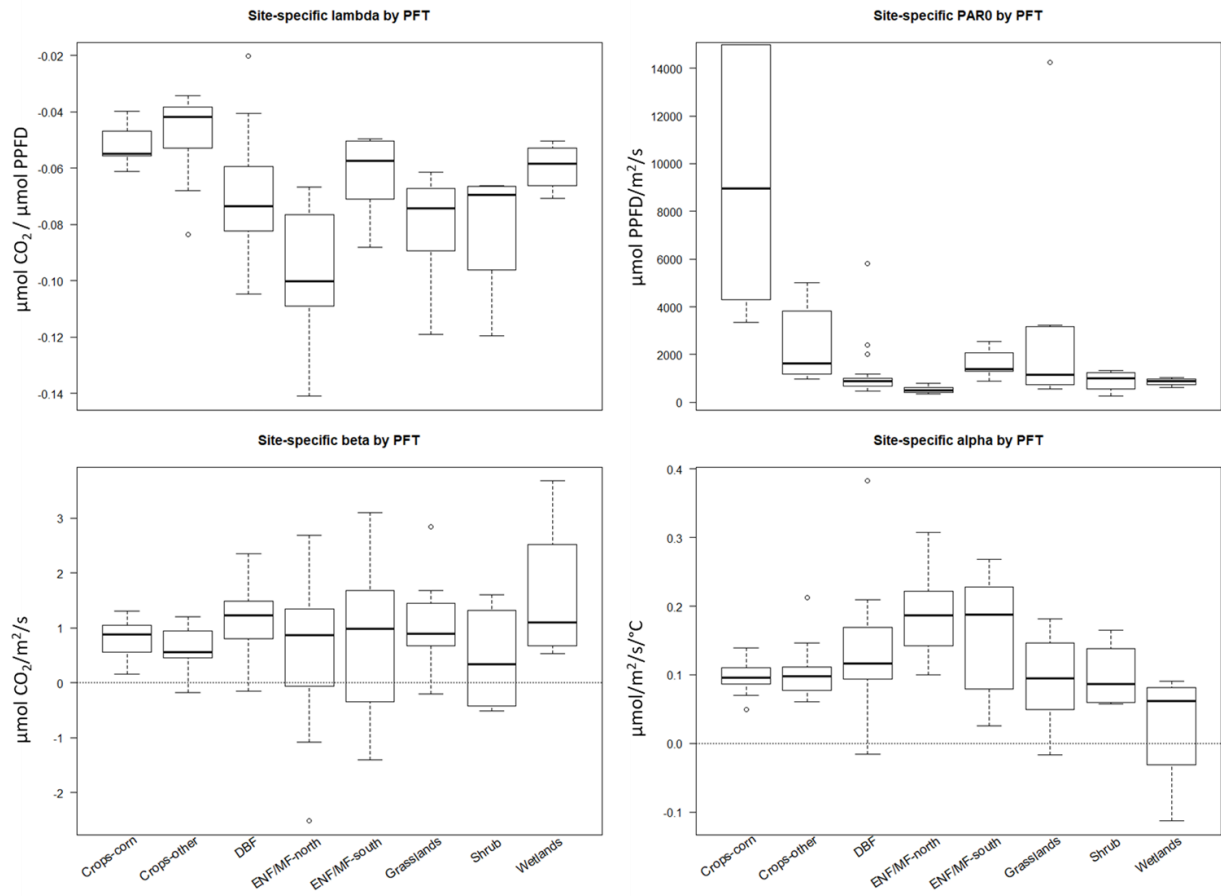 Site-specific lambda by PFT
µmol CO₂ / µmol PPFD
-0.02
-0.04
-0.06
-0.08
-0.10
-0.12
-0.14
Site-specific PAR0 by PFT
µmol PPFD/m²/s
14000
12000
10000
8000
6000
4000
2000
0
Site-specific beta by PFT
µmol CO₂/m²/s
3
2
1
0
-1
-2
Crops-corn
Crops-other
DBF
ENF/MF-north
ENF/MF-south
Grasslands
Shrub
Wetlands
Site-specific alpha by PFT
µmol/m²/s/°C
0.4
0.3
0.2
0.1
0.0
-0.1
Crops-corn
Crops-other
DBF
ENF/MF-north
ENF/MF-south
Grasslands
Shrub
Wetlands